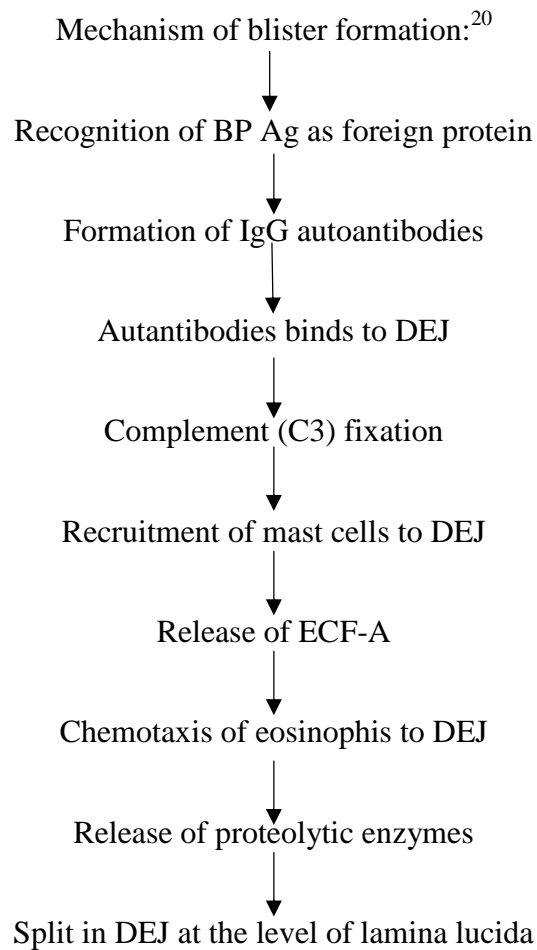 Mechanism of blister formation:20
Recognition of BP Ag as foreign protein
Formation of IgG autoantibodies
Autantibodies binds to DEJ
Complement (C3) fixation
Recruitment of mast cells to DEJ
Release of ECF-A
Chemotaxis of eosinophis to DEJ
Release of proteolytic enzymes
Split in DEJ at the level of lamina lucida